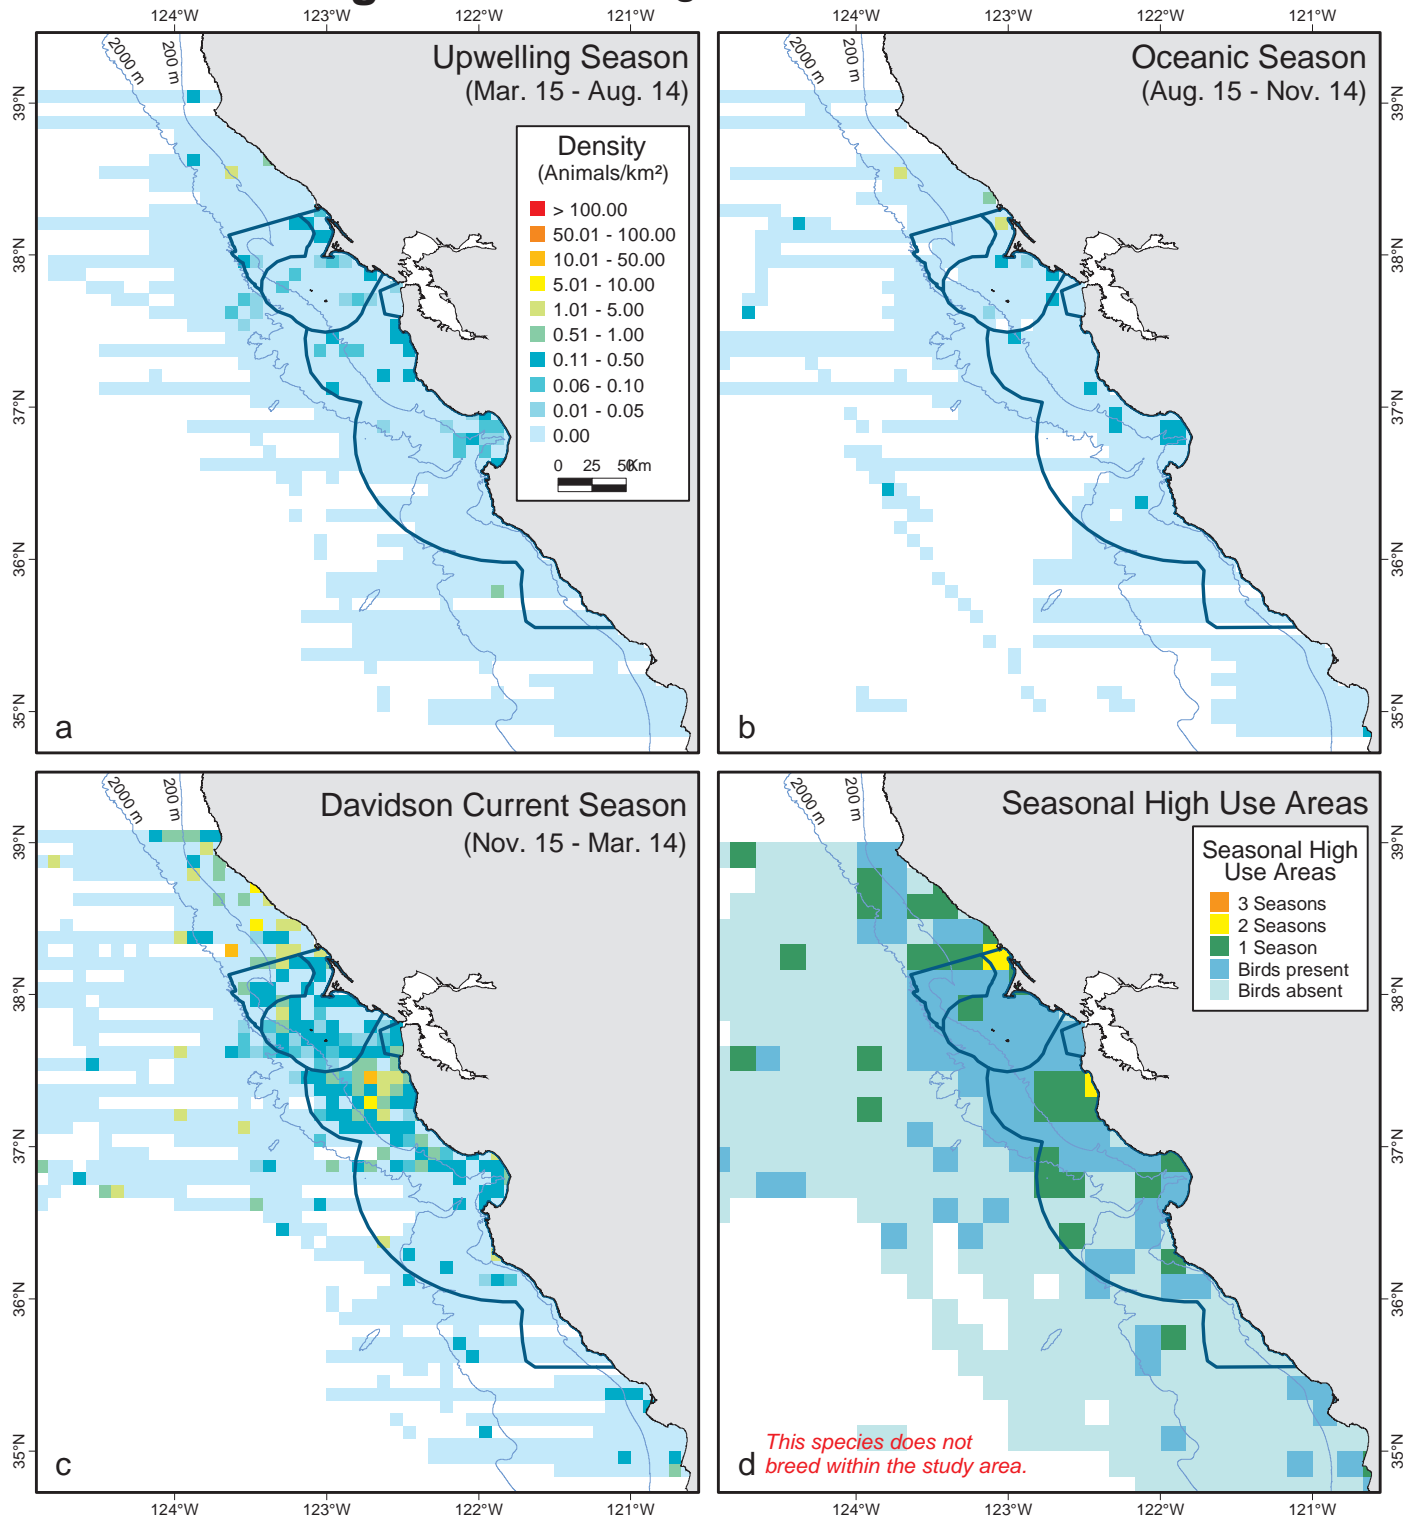 124°W 123°W 122°W 121°W 124°W 123°W 122°W 121°W
2000 m
200 m
Upwelling Season
(Mar. 15 - Aug. 14)
Density
(Animals/km²)
> 100.00
50.01 - 100.00
10.01 - 50.00
5.01 - 10.00
1.01 - 5.00
0.51 - 1.00
0.11 - 0.50
0.06 - 0.10
0.01 - 0.05
0.00
0 25 50 Km
39°N
38°N
37°N
36°N
35°N
a
2000 m
200 m
Oceanic Season
(Aug. 15 - Nov. 14)
39°N
38°N
37°N
36°N
35°N
b
2000 m
200 m
Davidson Current Season
(Nov. 15 - Mar. 14)
39°N
38°N
37°N
36°N
35°N
c
2000 m
200 m
Seasonal High Use Areas
Seasonal High
Use Areas
3 Seasons
2 Seasons
1 Season
Birds present
Birds absent
39°N
38°N
37°N
36°N
35°N
This species does not
breed within the study area.
d
124°W 123°W 122°W 121°W 124°W 123°W 122°W 121°W